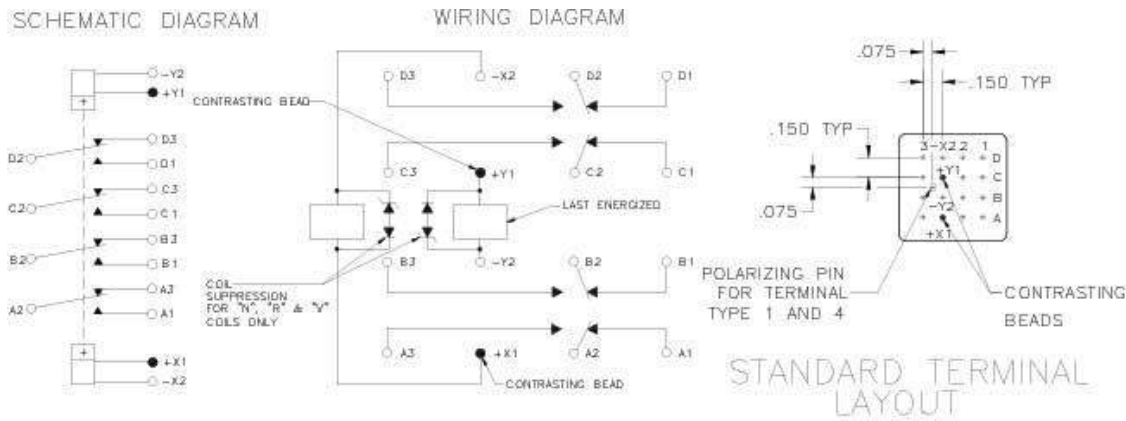 SCHEMATIC DIAGRAM
-Y2
+Y1
+
D3
D2
D1
C3
C2
C1
B3
B2
B1
A3
A2
A1
+
+X1
-X2
WIRING DIAGRAM
D3
-X2
D2
D1
CONTRASTING BEAD
C3
+Y1
C2
C1
LAST ENERGIZED
B3
-Y2
B2
B1
COIL
SUPPRESSION
FOR "N", "R" & "V"
COILS ONLY
A3
+X1
A2
A1
CONTRASTING BEAD
.075
.150 TYP
.150 TYP
.075
3 -X2 2 1
D
+Y1 C
B
-Y2 A
+X1
POLARIZING PIN
FOR TERMINAL
TYPE 1 AND 4
CONTRASTING
BEADS
STANDARD TERMINAL
LAYOUT